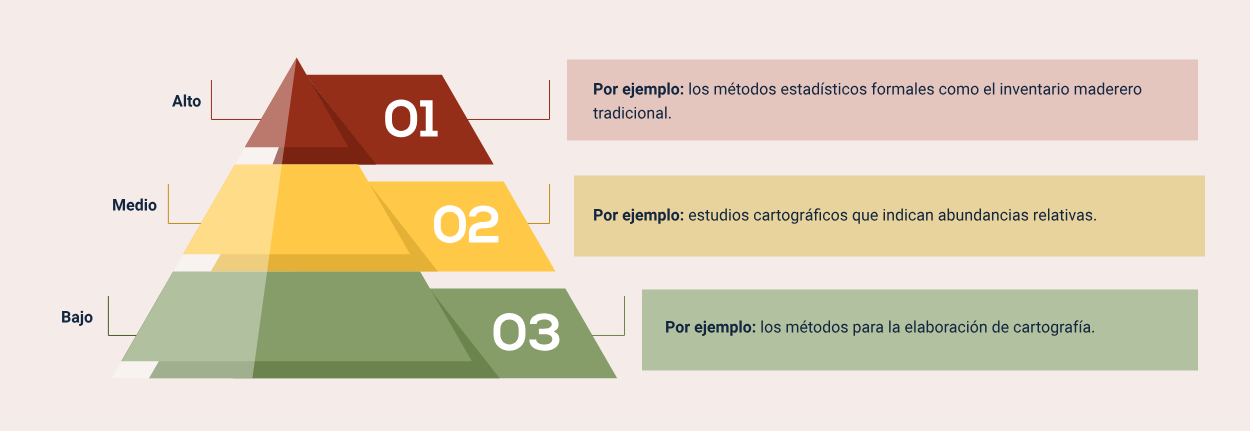 Alto
01
Por ejemplo: los métodos estadísticos formales como el inventario maderero
tradicional.
Medio
02
Por ejemplo: estudios cartográficos que indican abundancias relativas.
Bajo
03
Por ejemplo: los métodos para la elaboración de cartografía.